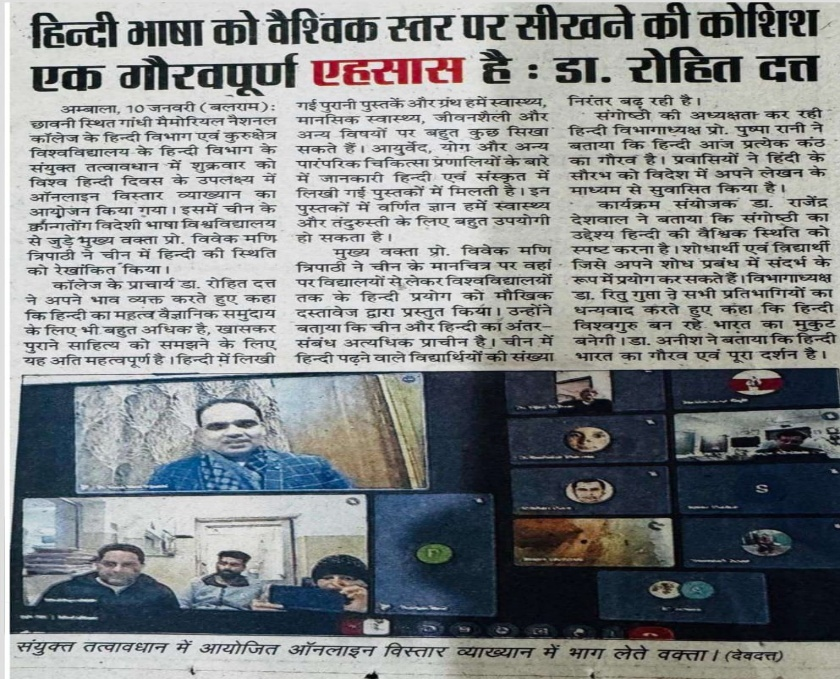 हिन्दी भाषा को वैश्विक स्तर पर सीखने की कोशिश
एक गौरवपूर्ण एहसास है : डा. रोहित दत्त
अम्बाला, 10 जनवरी (बलराम):
छावनी स्थित गांधी मैमोरियल नैशनल
कॉलेज के हिन्दी विभाग एवं कुरुक्षेत्र
विश्वविद्यालय के हिन्दी विभाग के
संयुक्त तत्वावधान में शुक्रवार को
विश्व हिन्दी दिवस के उपलक्ष्य में
ऑनलाइन विस्तार व्याख्यान का
आयोजन किया गया। इसमें चीन के
क्वान्गतोंग विदेशी भाषा विश्वविद्यालय
से जुड़े मुख्य वक्ता प्रो. विवेक मणि
त्रिपाठी ने चीन में हिन्दी की स्थिति
को रेखांकित किया।
कॉलेज के प्राचार्य डा. रोहित दत्त
ने अपने भाव व्यक्त करते हुए कहा
कि हिन्दी का महत्व वैज्ञानिक समुदाय
के लिए भी बहुत अधिक है, खासकर
पुराने साहित्य को समझने के लिए
यह अति महत्वपूर्ण है। हिन्दी में लिखी
गई पुरानी पुस्तकें और ग्रंथ हमें स्वास्थ्य,
मानसिक स्वास्थ्य, जीवनशैली और
अन्य विषयों पर बहुत कुछ सिखा
सकते हैं। आयुर्वेद, योग और अन्य
पारंपरिक चिकित्सा प्रणालियों के बारे
में जानकारी हिन्दी एवं संस्कृत में
लिखी गई पुस्तकों में मिलती है। इन
पुस्तकों में वर्णित ज्ञान हमें स्वास्थ्य
और तंदुरुस्ती के लिए बहुत उपयोगी
हो सकता है।
मुख्य वक्ता प्रो. विवेक मणि
त्रिपाठी ने चीन के मानचित्र पर वहां
पर विद्यालयों से लेकर विश्वविद्यालयों
तक के हिन्दी प्रयोग को मौखिक
दस्तावेज द्वारा प्रस्तुत किया। उन्होंने
बताया कि चीन और हिन्दी का अंतर-
संबंध अत्यधिक प्राचीन है। चीन में
हिन्दी पढ़ने वाले विद्यार्थियों की संख्या
निरंतर बढ़ रही है।
संगोष्ठी की अध्यक्षता कर रही
हिन्दी विभागाध्यक्ष प्रो. पुष्पा रानी ने
बताया कि हिन्दी आज प्रत्येक कंठ
का गौरव है। प्रवासियों ने हिंदी के
सौरभ को विदेश में अपने लेखन के
माध्यम से सुवासित किया है।
कार्यक्रम संयोजक डा. राजेंद्र
देशवाल ने बताया कि संगोष्ठी का
उद्देश्य हिन्दी की वैश्विक स्थिति को
स्पष्ट करना है। शोधार्थी एवं विद्यार्थी
जिसे अपने शोध प्रबंध में संदर्भ के
रूप में प्रयोग कर सकते हैं। विभागाध्यक्ष
डा. रितु गुप्ता ने सभी प्रतिभागियों का
धन्यवाद करते हुए कहा कि हिन्दी
विश्वगुरु बन रहे भारत का मुकुट
बनेगी। डा. अनीश ने बताया कि हिन्दी
भारत का गौरव एवं पूरा दर्शन है।
S
संयुक्त तत्वावधान में आयोजित ऑनलाइन विस्तार व्याख्यान में भाग लेते वक्ता। (देवदत्त)